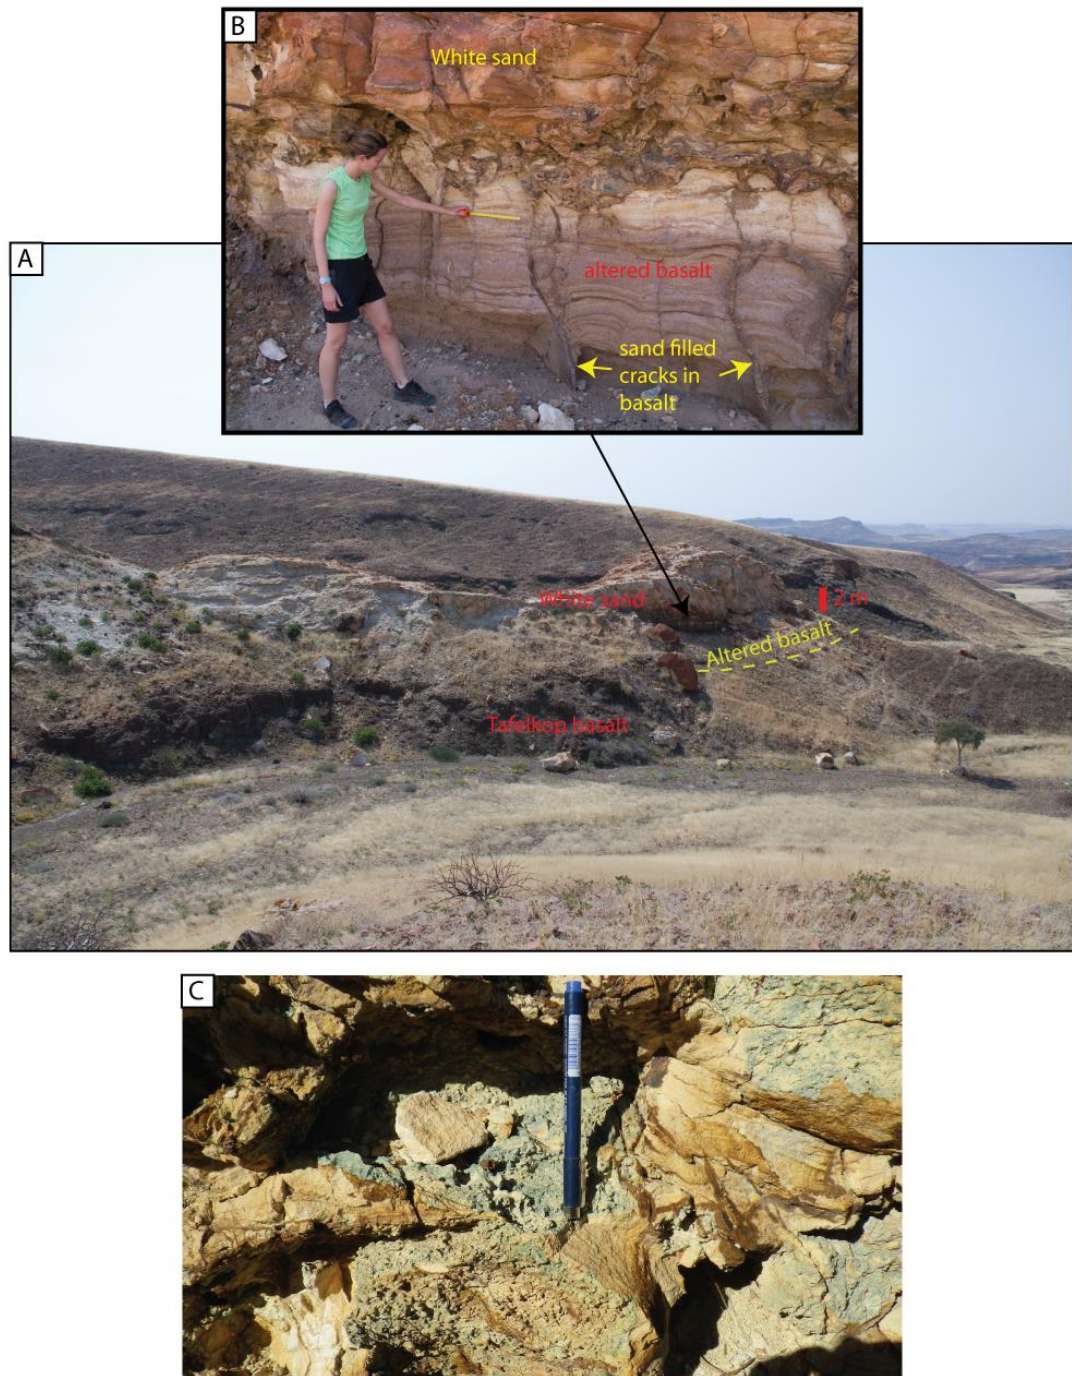 B
White sand
altered basalt
sand filled
cracks in
basalt
A
White sand
2 m
Altered basalt
Tafelkop basalt
C